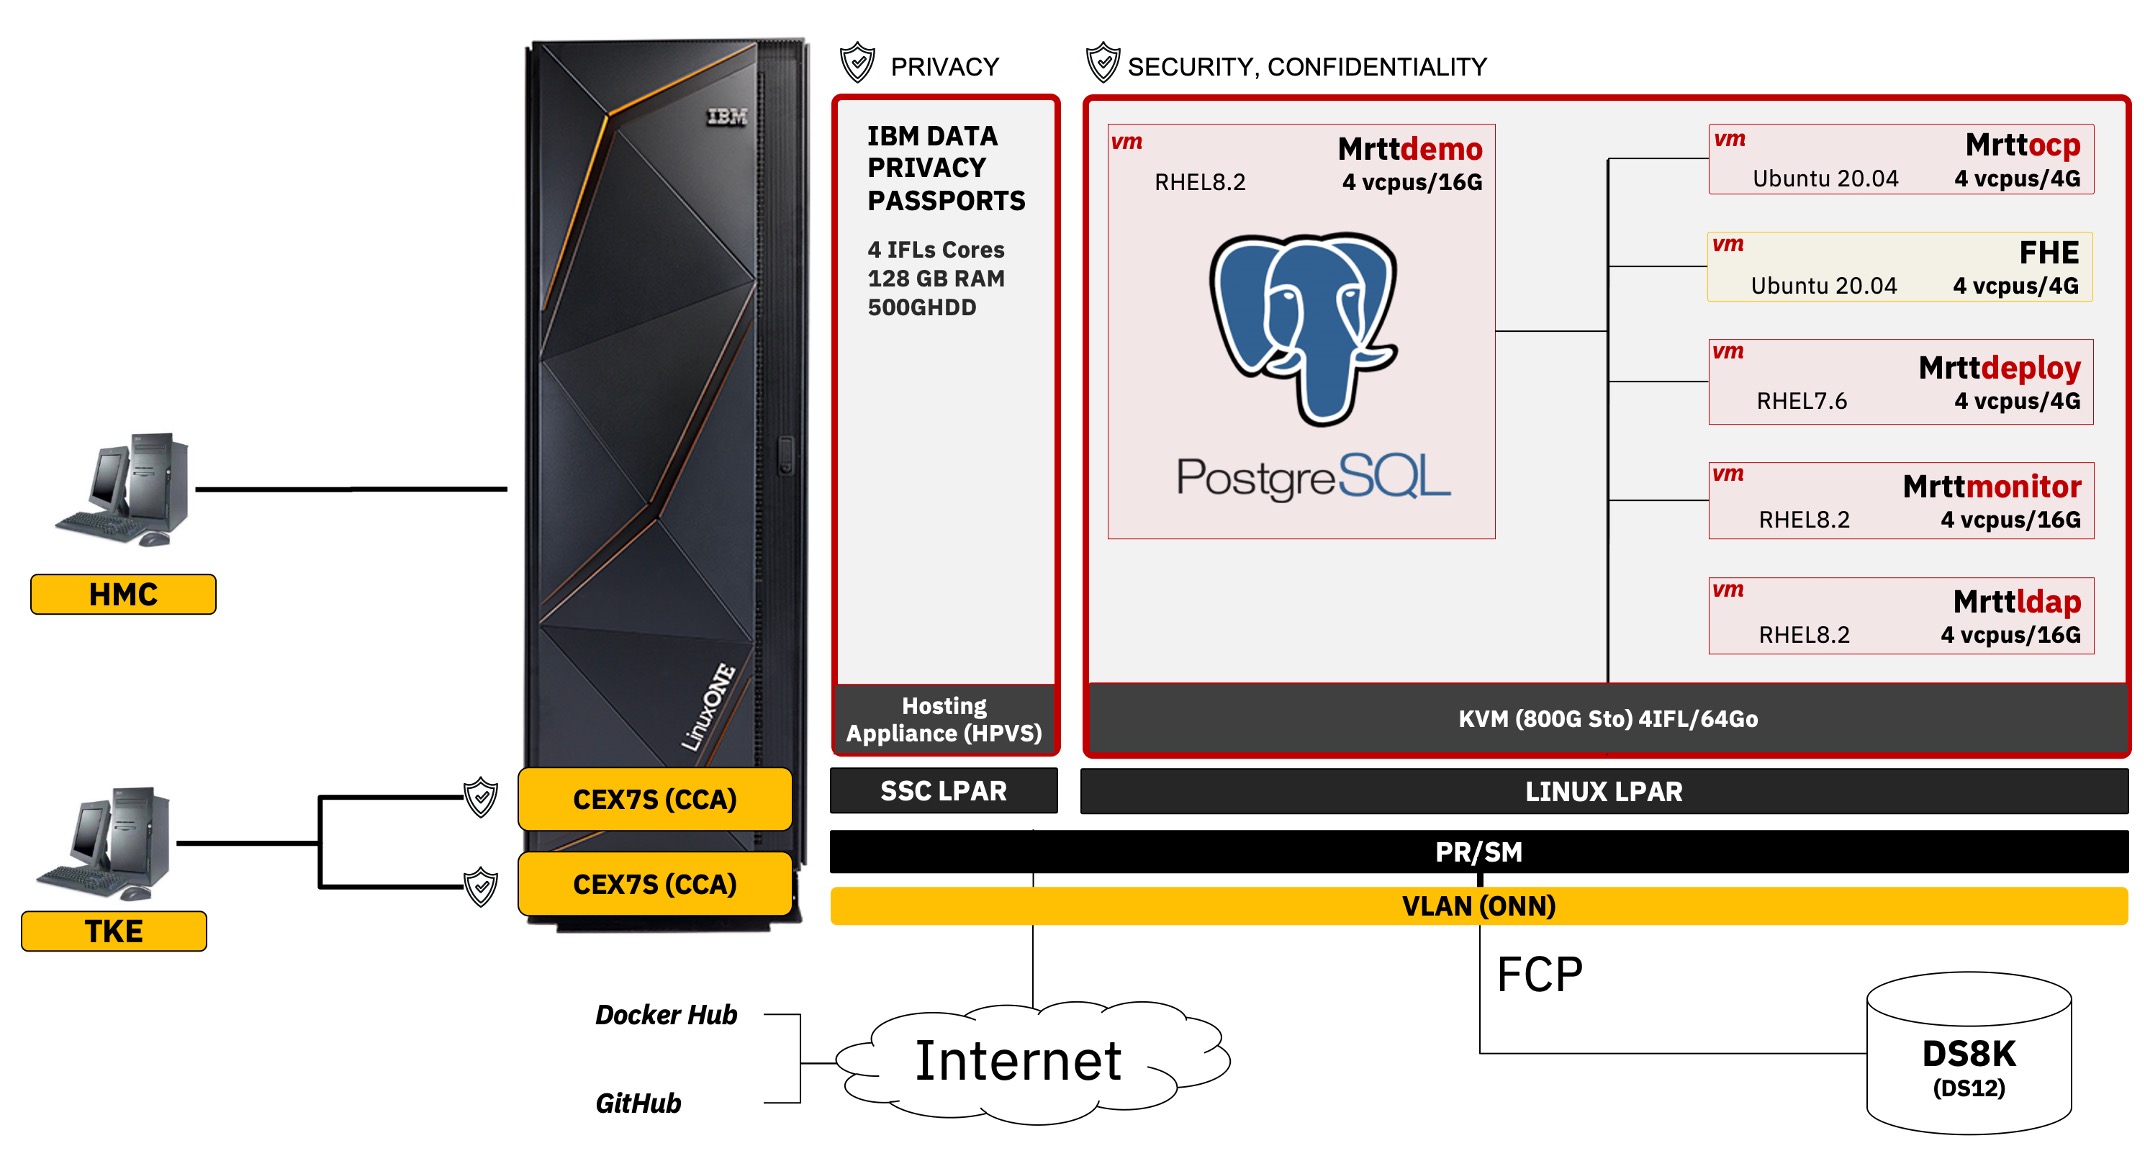 PRIVACY
SECURITY, CONFIDENTIALITY
IBM
IBM DATA
PRIVACY
PASSPORTS
4 IFLs Cores
128 GB RAM
500GHDD
vm
Mrttdemo
RHEL8.2
4 vcpus/16G
PostgreSQL
vm
Mrttocp
Ubuntu 20.04
4 vcpus/4G
vm
FHE
Ubuntu 20.04
4 vcpus/4G
vm
Mrttdeploy
RHEL7.6
4 vcpus/4G
vm
Mrttmonitor
RHEL8.2
4 vcpus/16G
vm
Mrttldap
RHEL8.2
4 vcpus/16G
HMC
LinuxONE
Hosting
Appliance (HPVS)
KVM (800G Sto) 4IFL/64Go
CEX7S (CCA)
SSC LPAR
LINUX LPAR
PR/SM
CEX7S (CCA)
VLAN (ONN)
TKE
FCP
Docker Hub
GitHub
Internet
DS8K
(DS12)